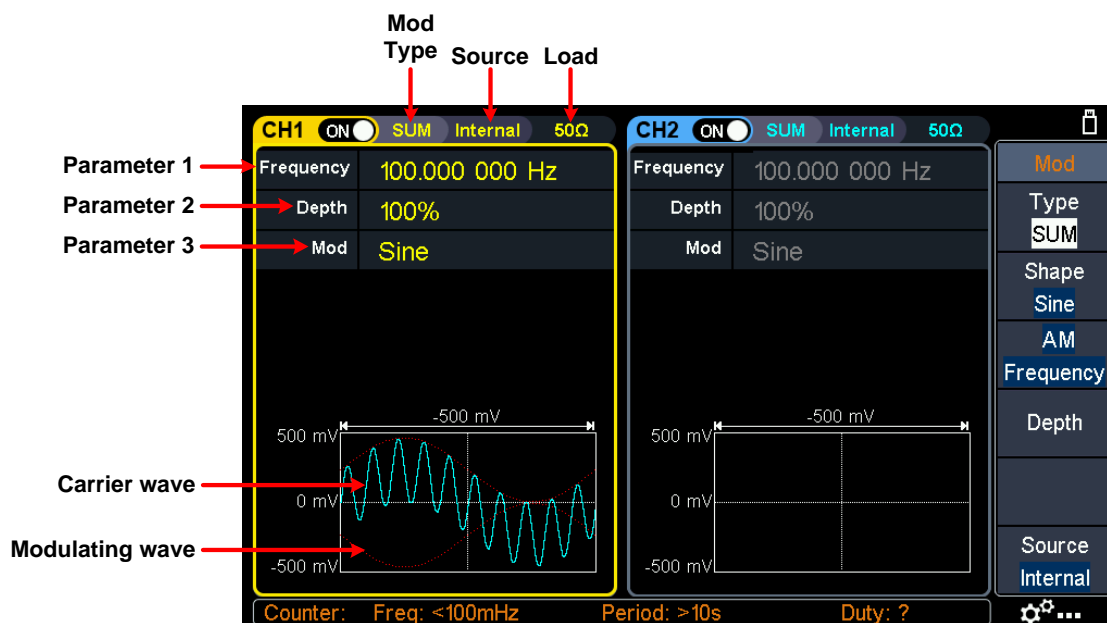 Mod
Type Source Load
CH1 ON SUM Internal 50Ω
CH2 ON SUM Internal 50Ω
Parameter 1
Frequency 100.000 000 Hz
Parameter 2
Depth 100%
Parameter 3
Mod Sine
Frequency 100.000 000 Hz
Depth 100%
Mod Sine
Mod
Type
SUM
Shape
Sine
AM
Frequency
Depth
Source
Internal
-500 mV
500 mV
Carrier wave
0 mV
Modulating wave
-500 mV
-500 mV
500 mV
0 mV
-500 mV
Counter: Freq: <100mHz Period: >10s Duty: ?